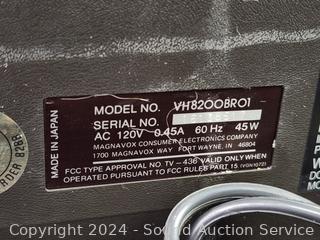 MODEL NO. VH8200BR01
SERIAL NO.
AC 120V 0.45A 60 Hz 45W
MAGNAVOX CONSUMER ELECTRONICS COMPANY
1700 MAGNAVOX WAY FORT WAYNE, IN 46804
FCC TYPE APPROVAL NO. TV-436 VALID ONLY WHEN
OPERATED PURSUANT TO FCC RULES PART 15
MADE IN JAPAN
Copyright 2024 - Auction Services